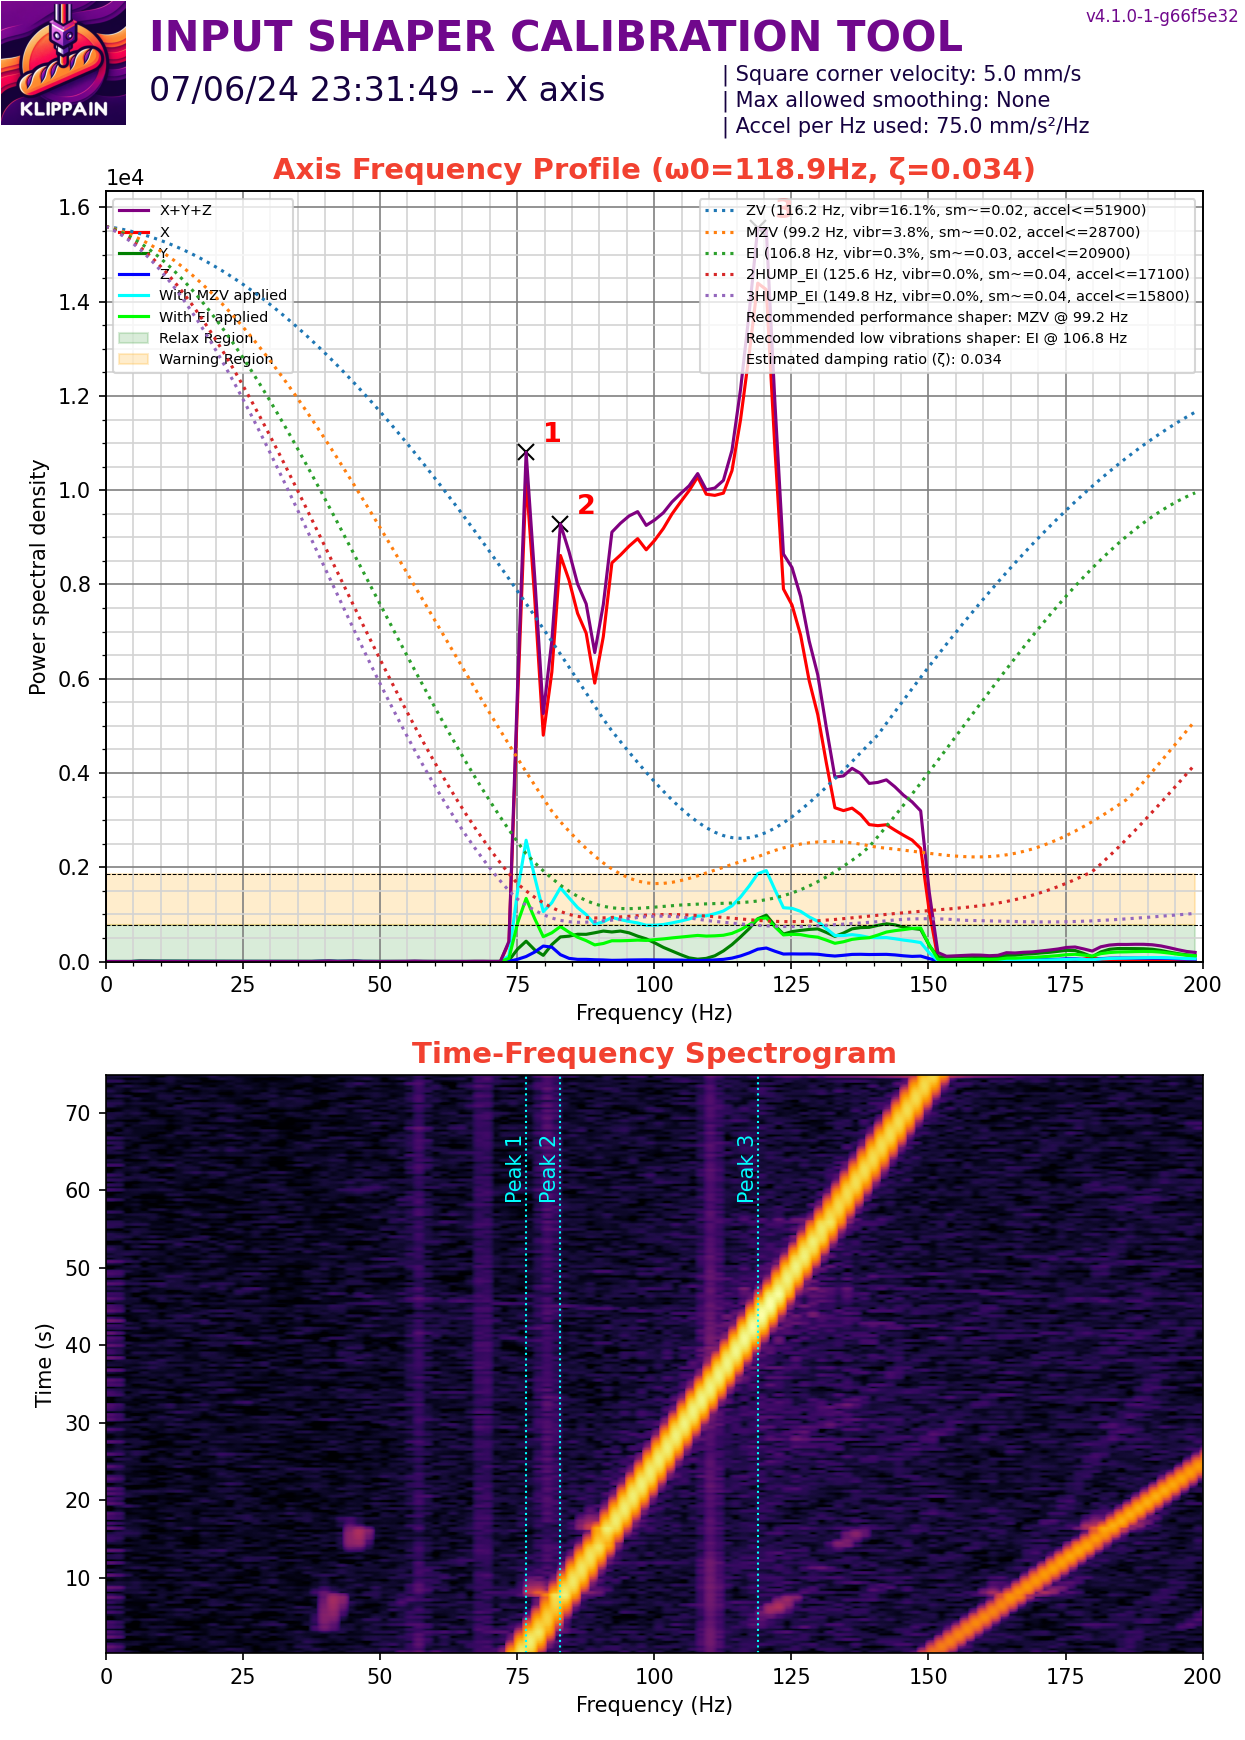 v4.1.0-1-g66f5e32
INPUT SHAPER CALIBRATION TOOL
07/06/24 23:31:49 -- X axis
| Square corner velocity: 5.0 mm/s
| Max allowed smoothing: None
| Accel per Hz used: 75.0 mm/s²/Hz
KLIPPAIN
Axis Frequency Profile (ω0=118.9Hz, ζ=0.034)
1e4
X+Y+Z
X
Y
Z
With MZV applied
With EI applied
Relax Region
Warning Region
3
ZV (116.2 Hz, vibr=16.1%, sm~=0.02, accel<=51900)
MZV (99.2 Hz, vibr=3.8%, sm~=0.02, accel<=28700)
EI (106.8 Hz, vibr=0.3%, sm~=0.03, accel<=20900)
2HUMP_EI (125.6 Hz, vibr=0.0%, sm~=0.04, accel<=17100)
3HUMP_EI (149.8 Hz, vibr=0.0%, sm~=0.04, accel<=15800)
Recommended performance shaper: MZV @ 99.2 Hz
Recommended low vibrations shaper: EI @ 106.8 Hz
Estimated damping ratio (ζ): 0.034
1
2
1.6
1.4
1.2
1.0
0.8
0.6
0.4
0.2
0.0
Power spectral density
0 25 50 75 100 125 150 175 200
Frequency (Hz)
Time-Frequency Spectrogram
Peak 1
Peak 2
Peak 3
70
60
50
40
30
20
10
Time (s)
0 25 50 75 100 125 150 175 200
Frequency (Hz)